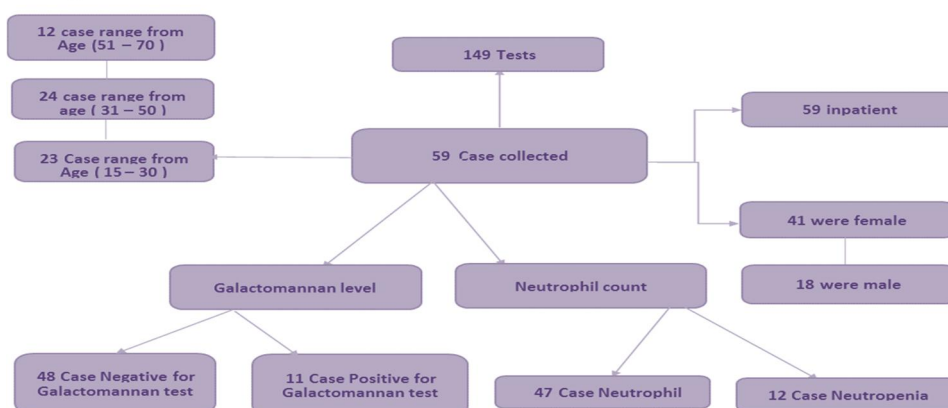 12 case range from
Age (51 – 70 )
149 Tests
24 case range from
age ( 31 – 50 )
59 inpatient
59 Case collected
23 Case range from
Age ( 15 – 30 )
41 were female
Galactomannan level
Neutrophil count
18 were male
48 Case Negative for
Galactomannan test
11 Case Positive for
Galactomannan test
47 Case Neutrophil
12 Case Neutropenia